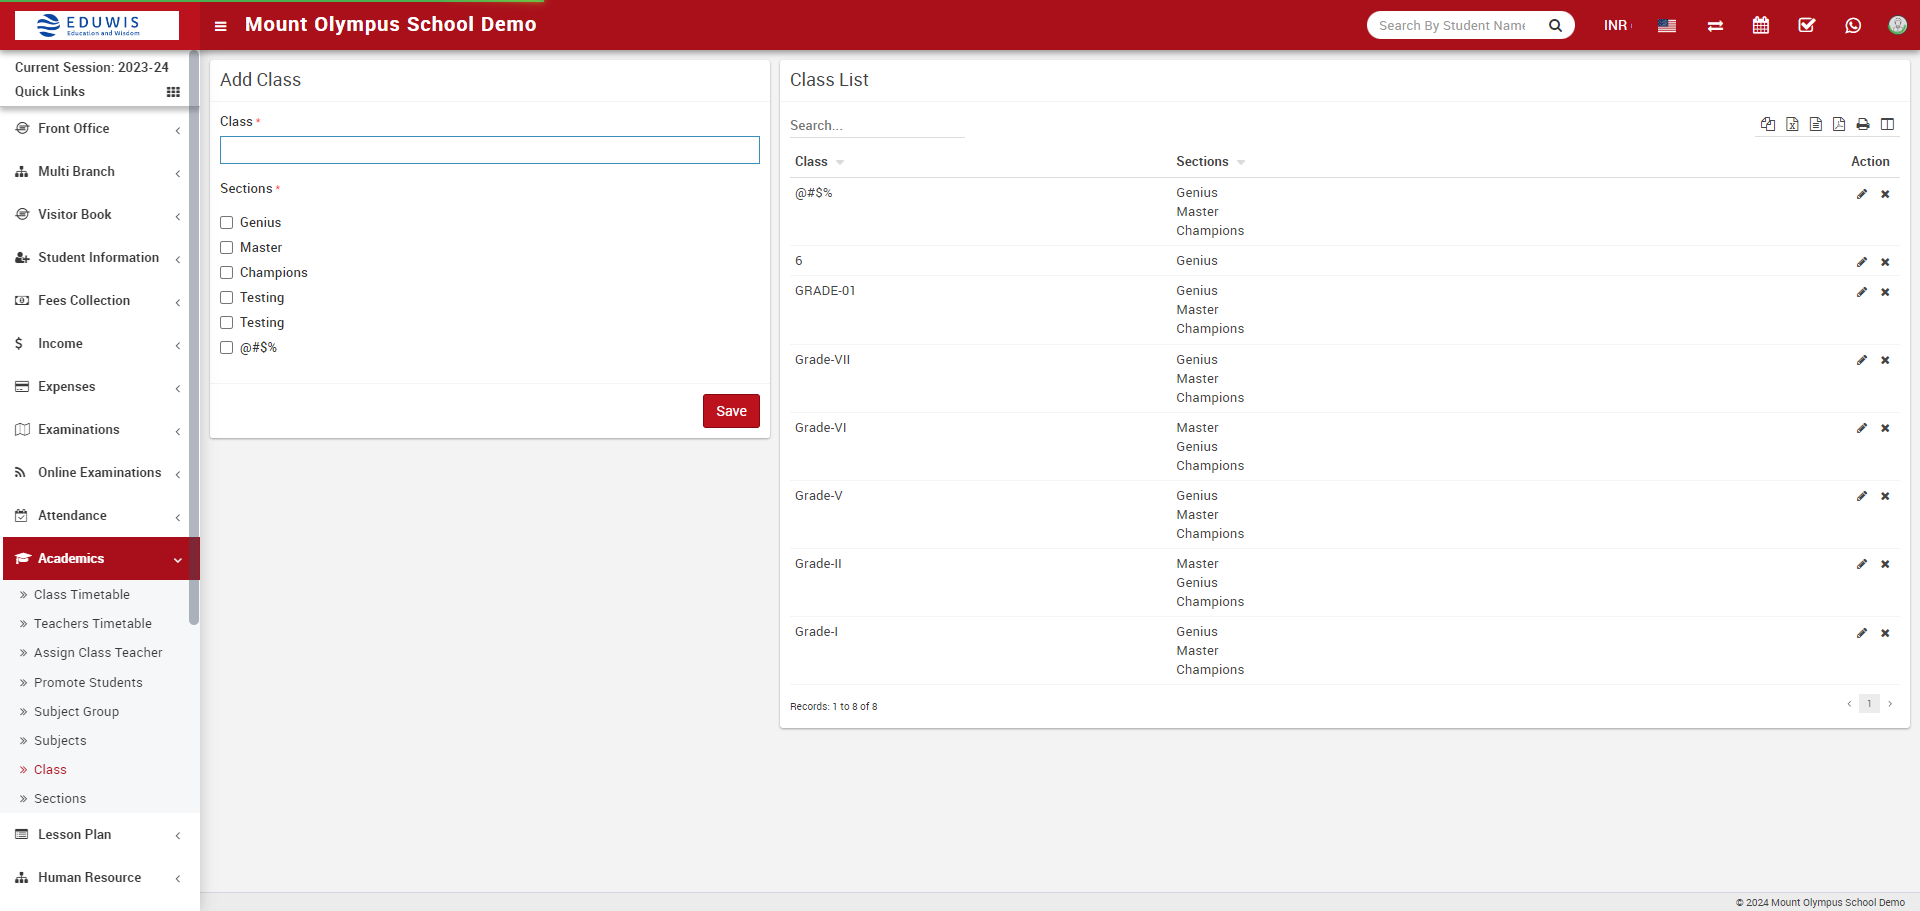 EDUWIS
Education and Wisdom
Mount Olympus School Demo
Search By Student Name
INR
Current Session: 2023-24
Quick Links
Front Office
Multi Branch
Visitor Book
Student Information
Fees Collection
Income
Expenses
Examinations
Online Examinations
Attendance
Academics
Class Timetable
Teachers Timetable
Assign Class Teacher
Promote Students
Subject Group
Subjects
Class
Sections
Lesson Plan
Human Resource
Add Class
Class *
Sections *
Genius
Master
Champions
Testing
Testing
@#$%
Save
Class List
Search...
Class Sections Action
@#$% Genius
Master
Champions
6 Genius
GRADE-01 Genius
Master
Champions
Grade-VII Genius
Master
Champions
Grade-VI Master
Genius
Champions
Grade-V Genius
Master
Champions
Grade-II Master
Genius
Champions
Grade-I Genius
Master
Champions
Records: 1 to 8 of 8
1
© 2024 Mount Olympus School Demo